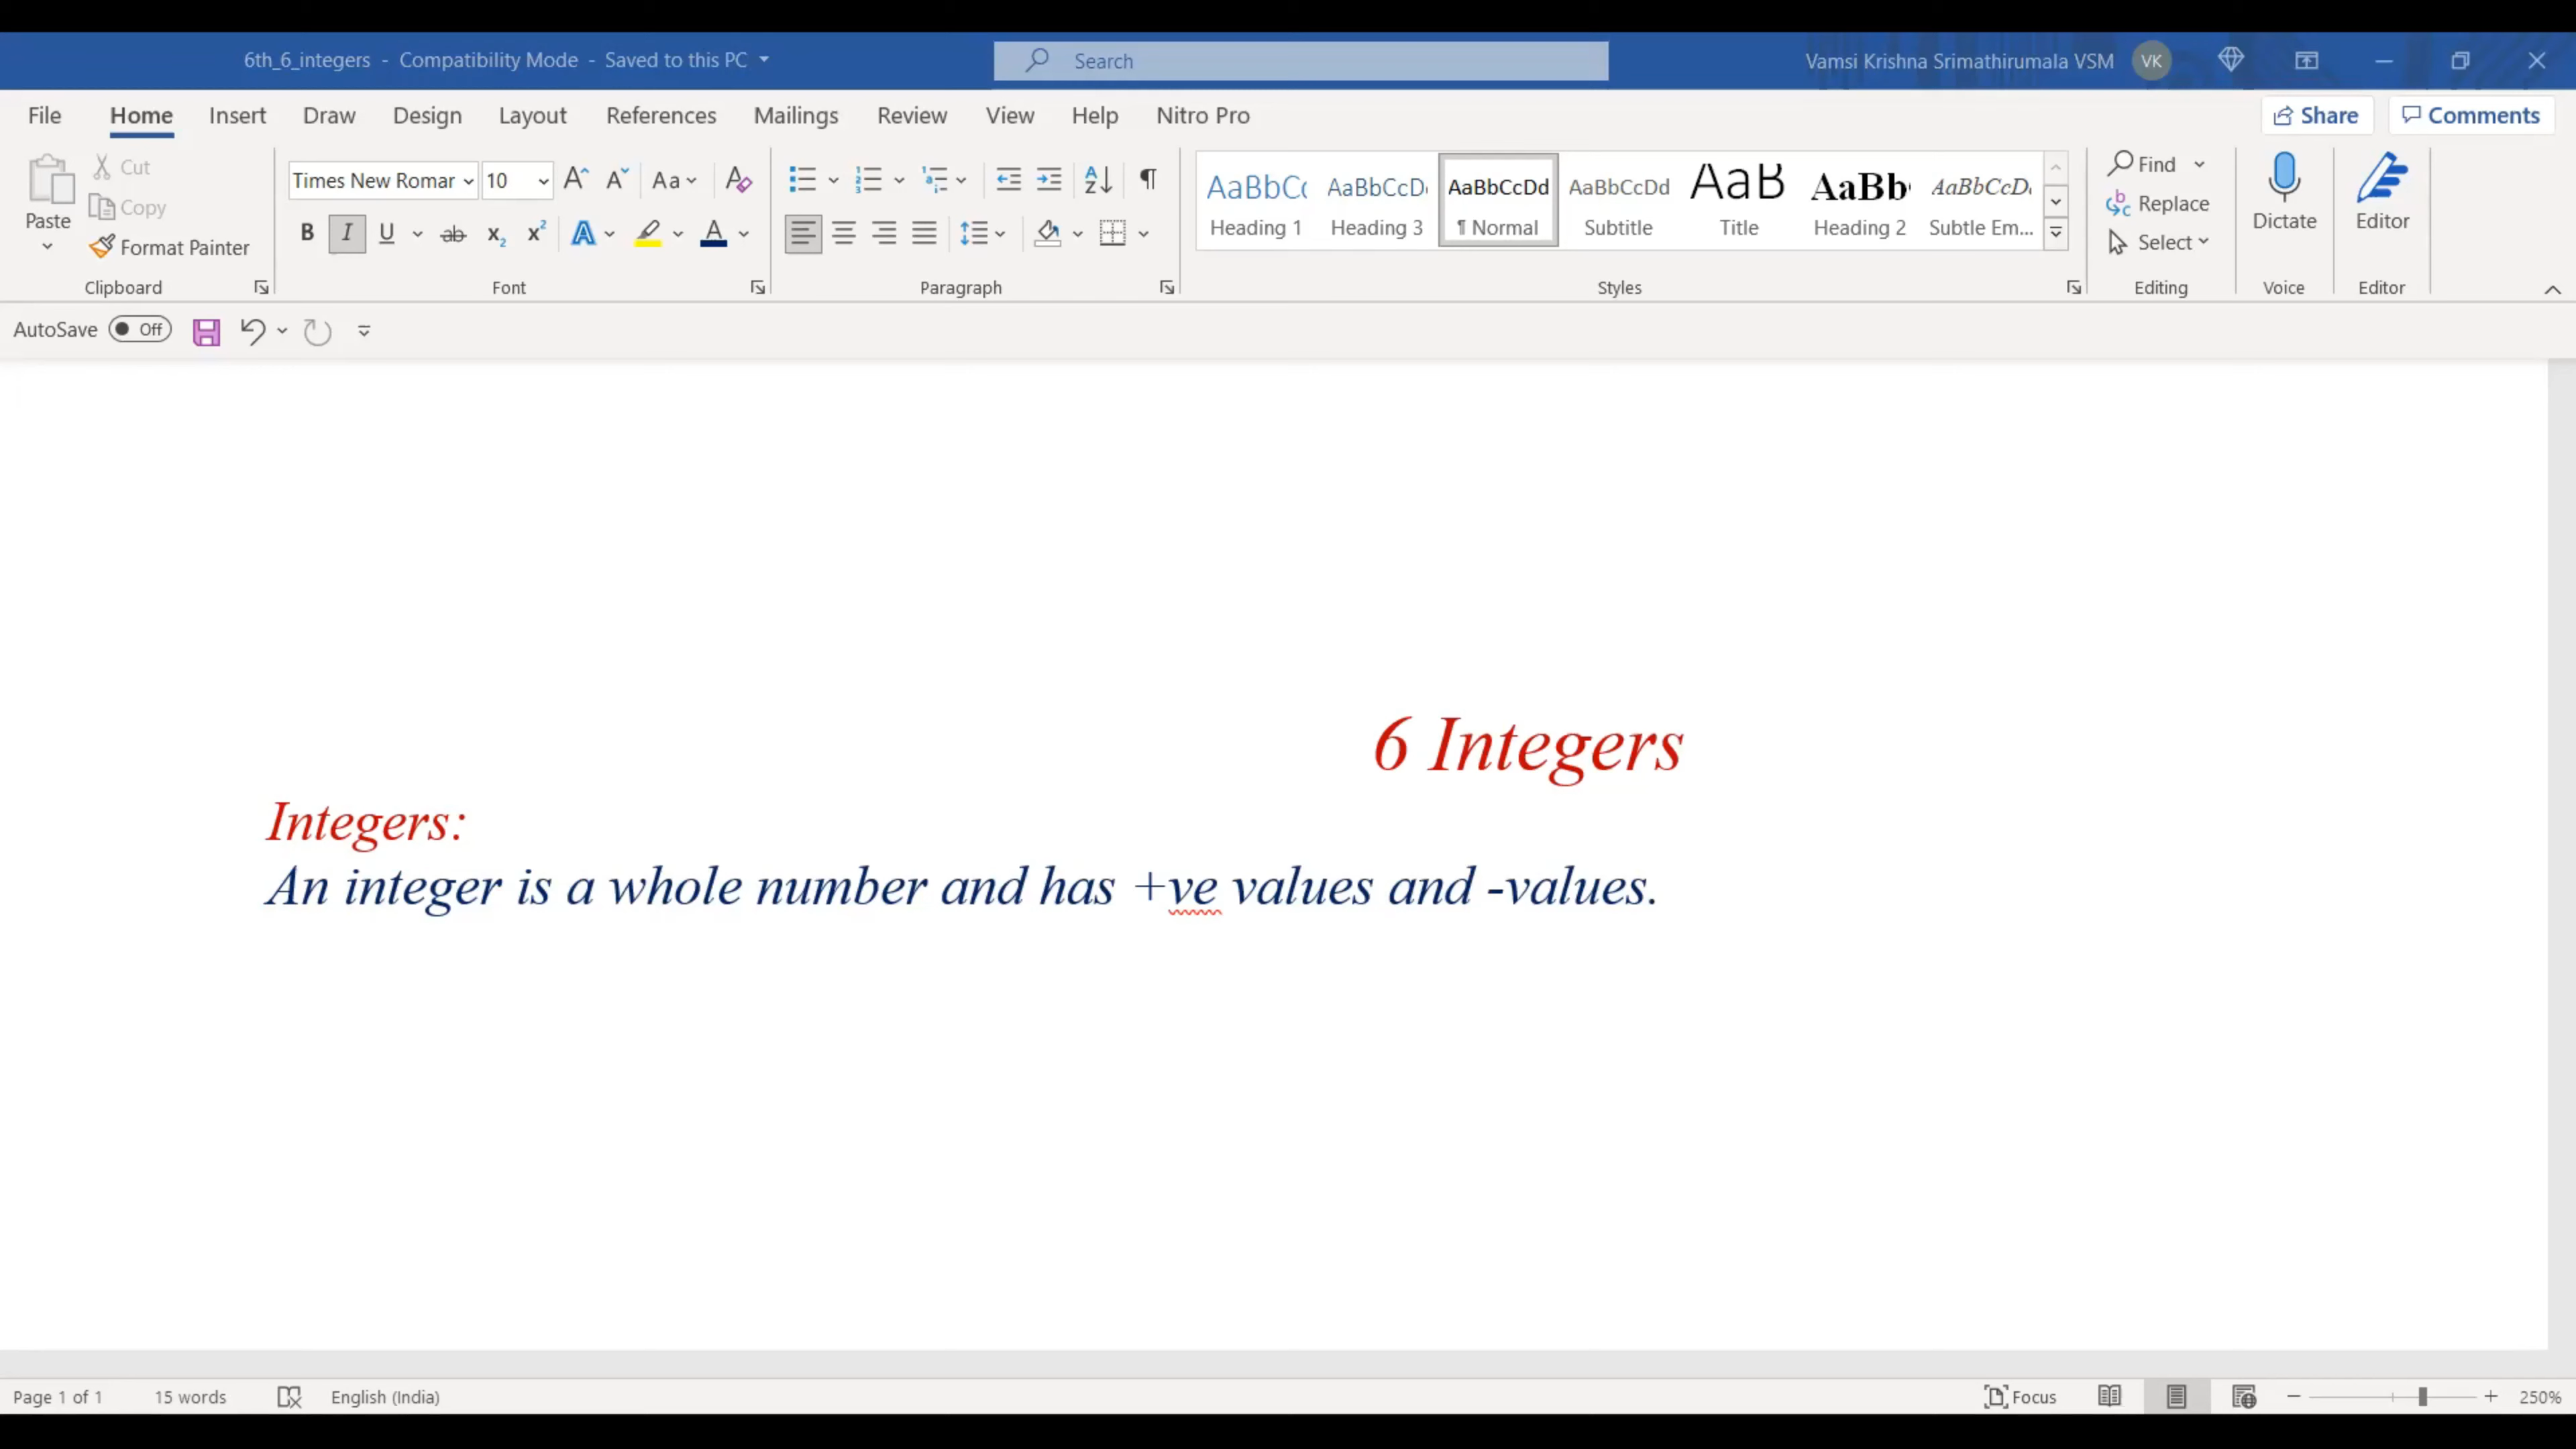 6th_6_integers - Compatibility Mode - Saved to this PC
Search
Vamsi Krishna Srimathirumala VSM
VK
File Home Insert Draw Design Layout References Mailings Review View Help Nitro Pro
Share
Comments
Paste
Cut
Copy
Format Painter
Clipboard
Times New Romar
10
Font
Paragraph
AaBbCc Heading 1
AaBbCcD Heading 3
AaBbCcDd ¶ Normal
AaBbCcDd Subtitle
AaB Title
AaBb Heading 2
AaBbCcD Subtle Em...
Styles
Find
Replace
Select
Editing
Dictate
Voice
Editor
Editor
AutoSave Off
6 Integers
Integers:
An integer is a whole number and has +ve values and -values.
Page 1 of 1 15 words English (India)
Focus
250%